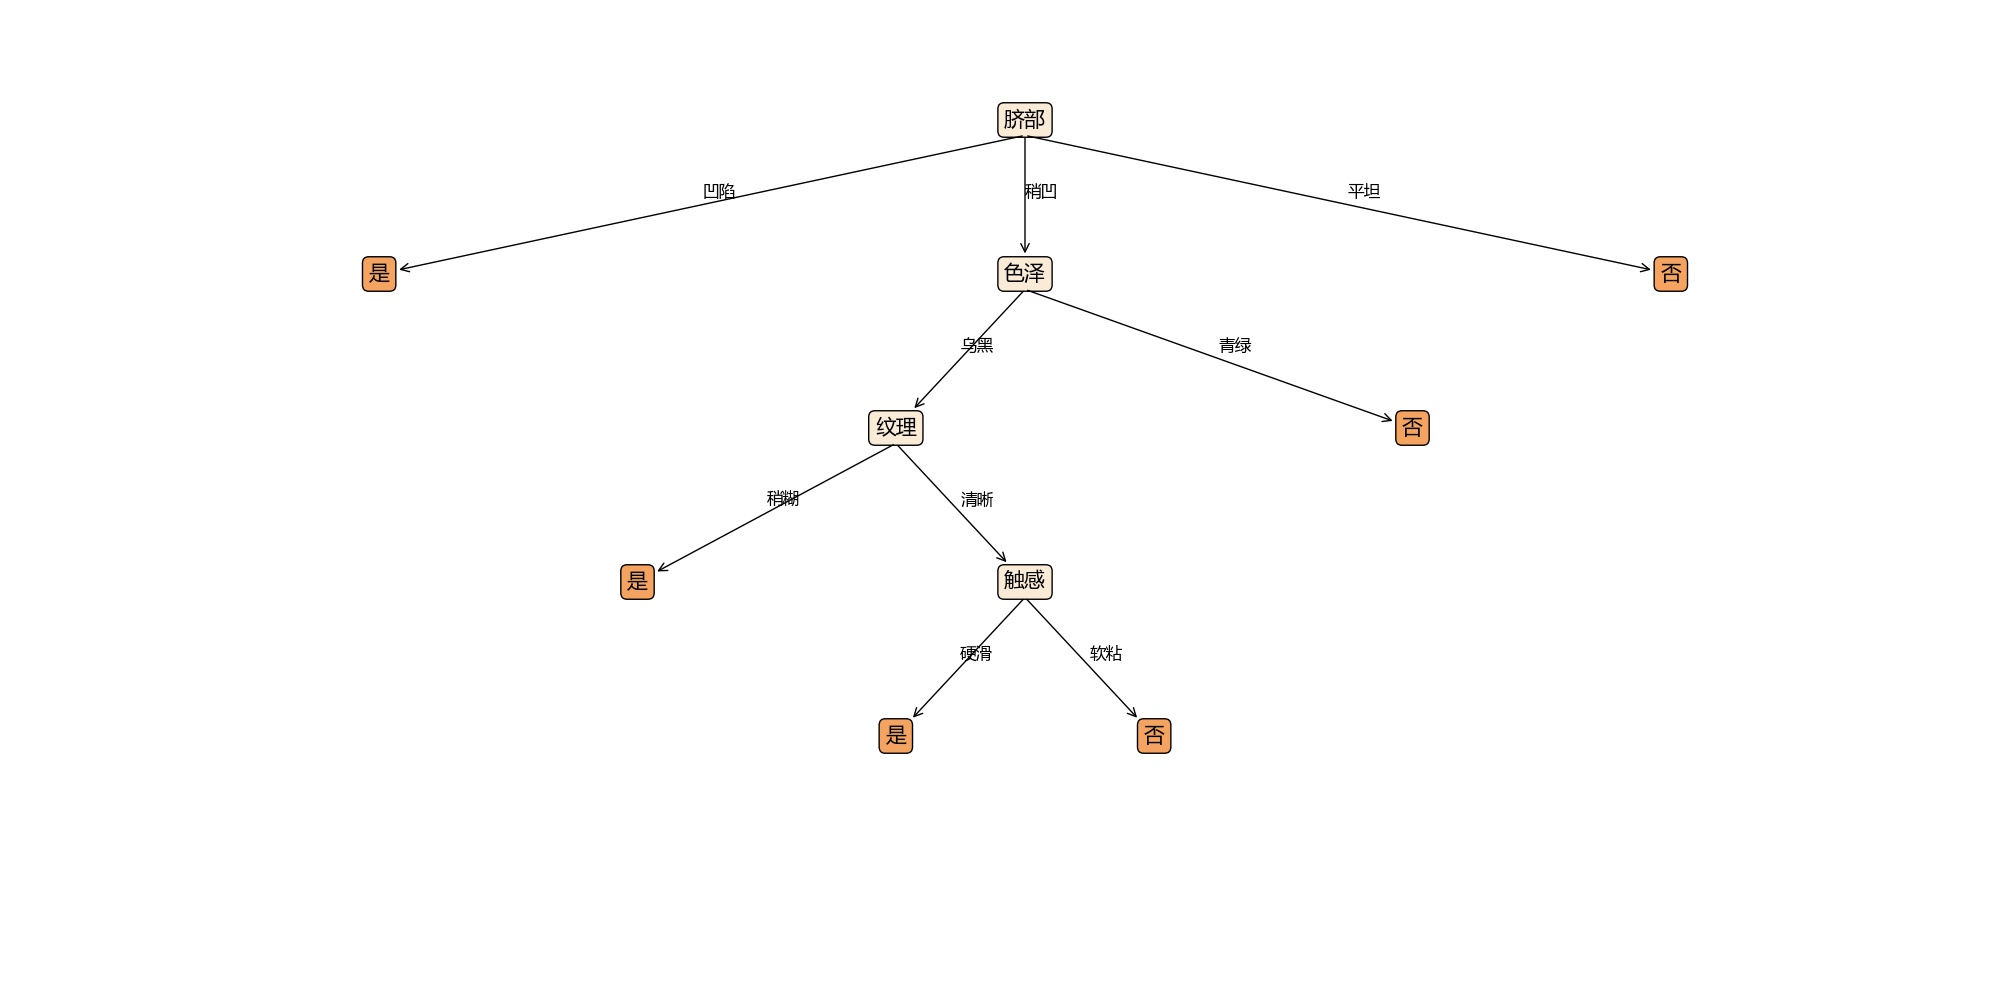 脐部
凹陷
稍凹
平坦
是
色泽
否
乌黑
青绿
纹理
否
稍糊
清晰
是
触感
硬滑
软粘
是
否